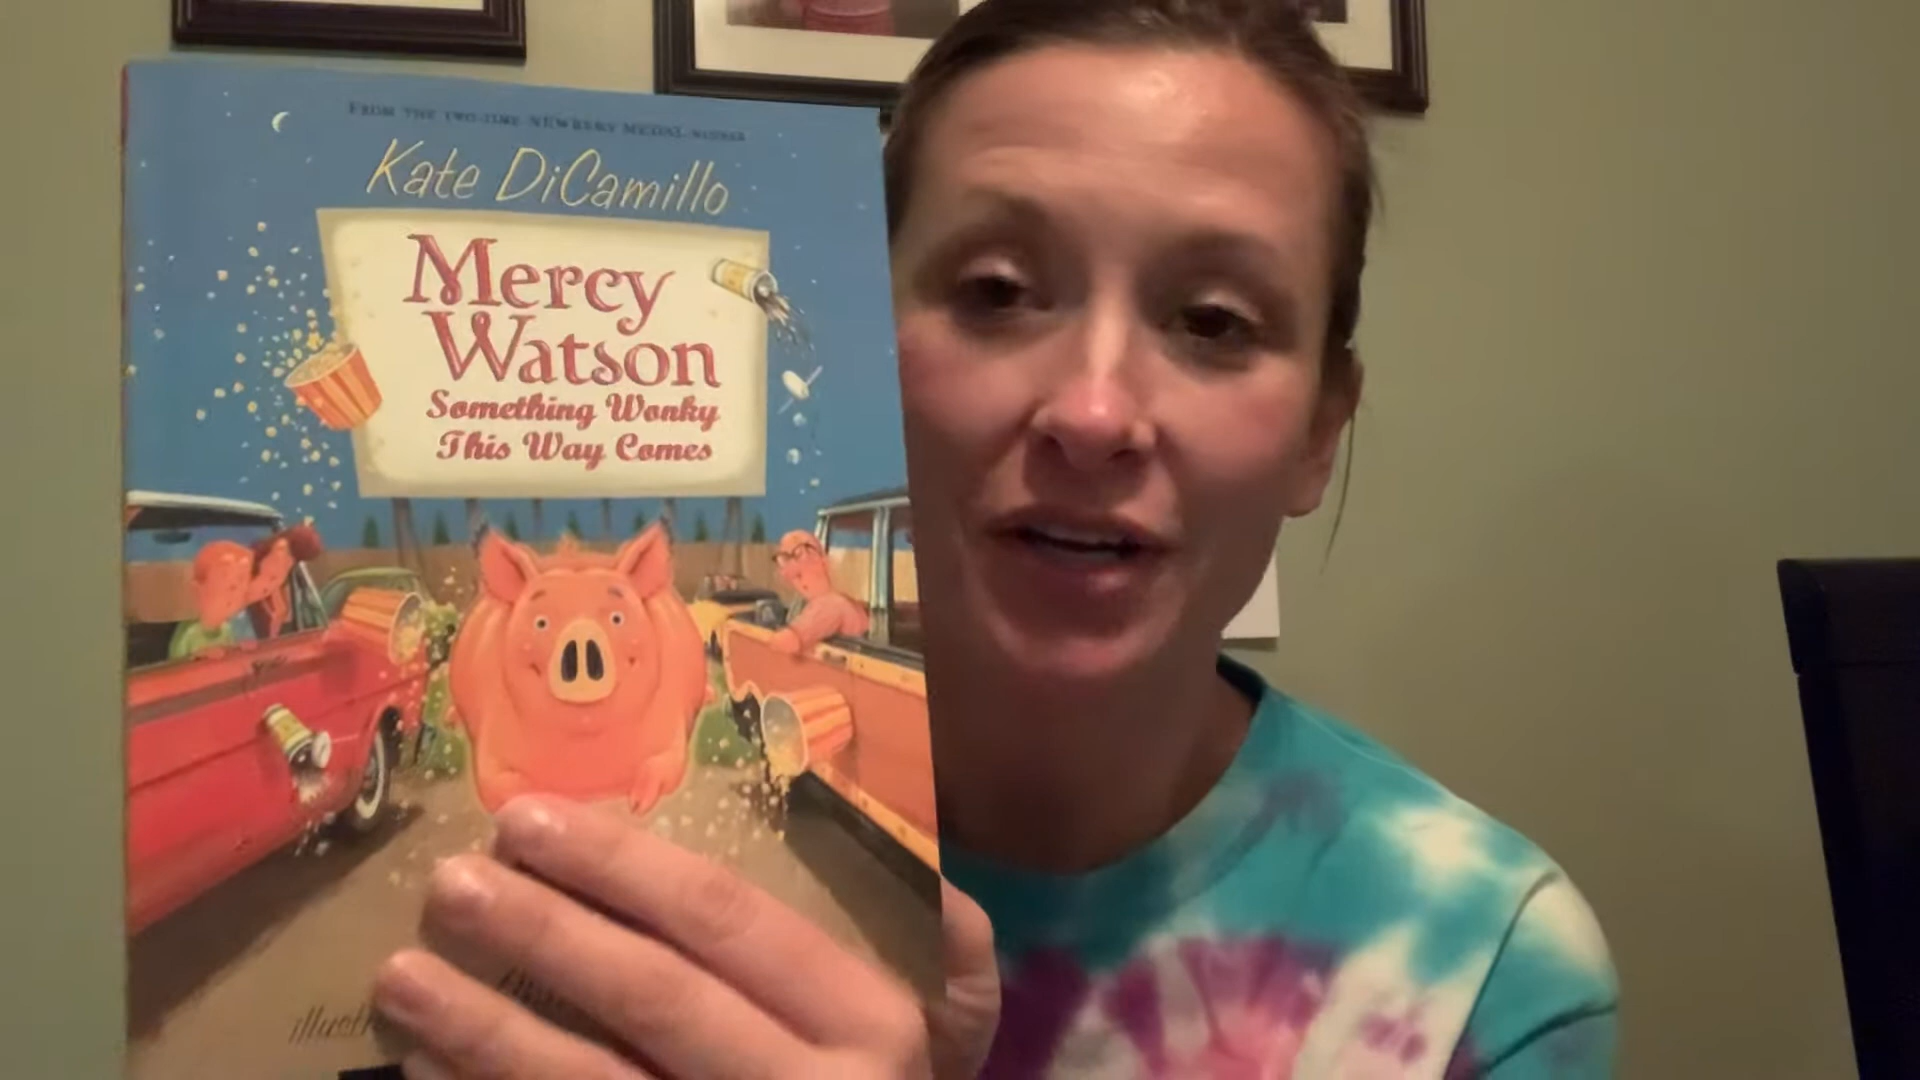 FROM THE TWO-TIME NEWBERY MEDAL WINNER
Kate DiCamillo
Mercy
Watson
Something Wonky
This Way Comes